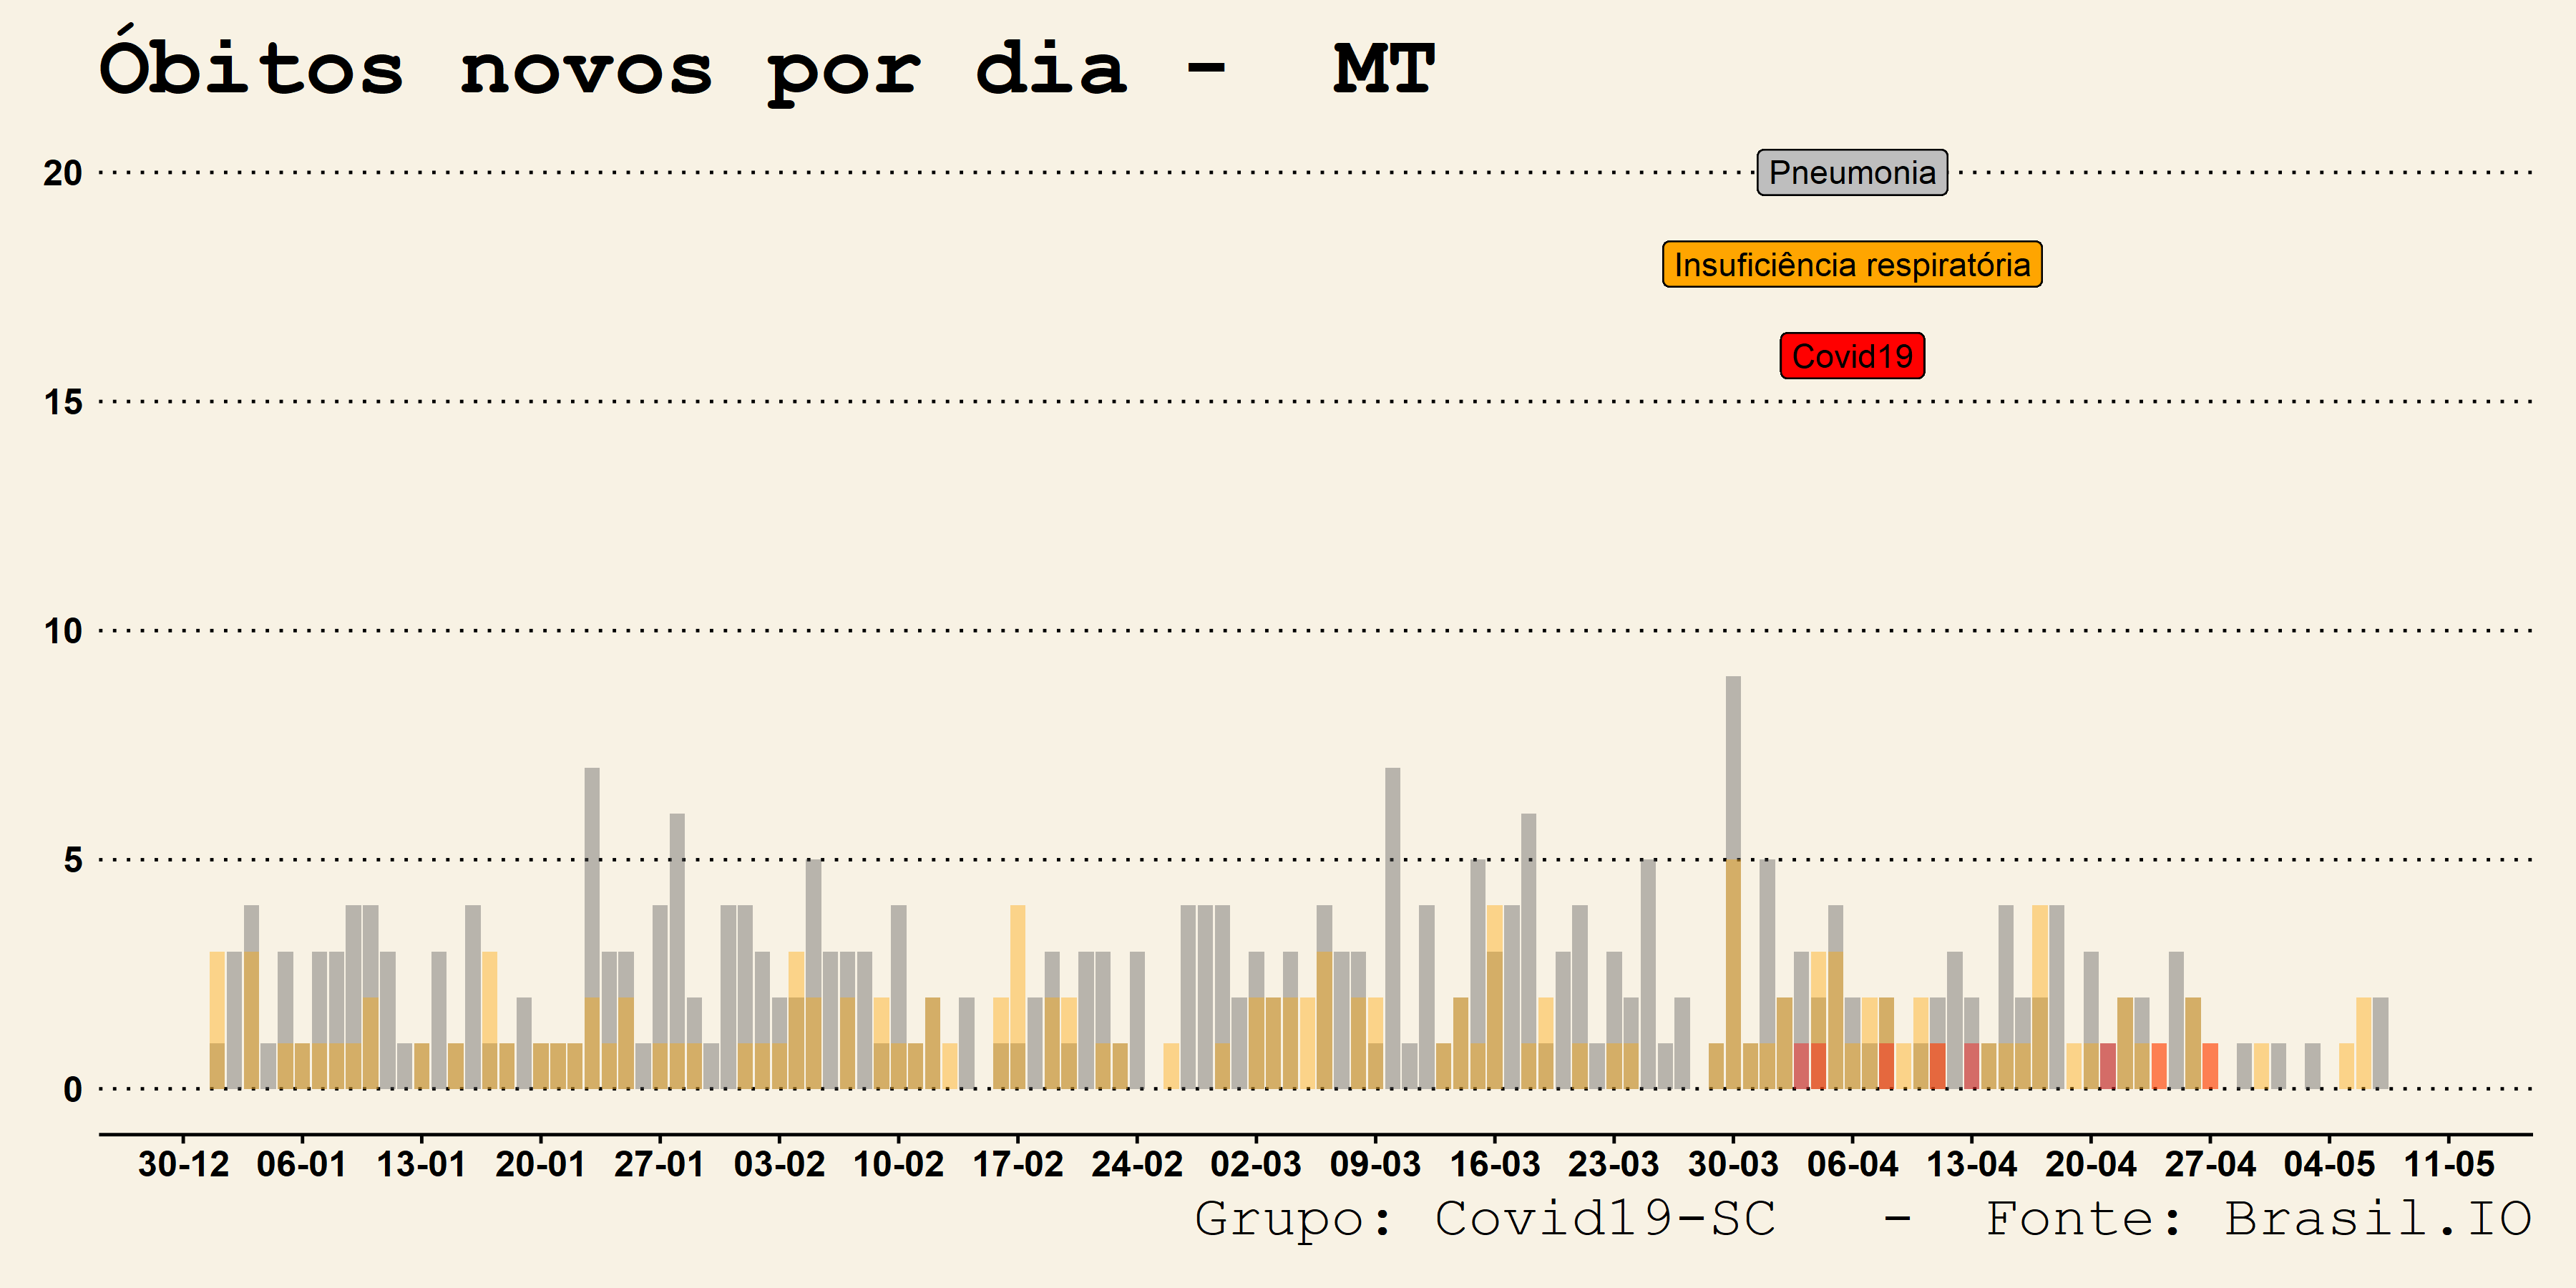 Óbitos novos por dia -  MT
20
Pneumonia
Insuficiência respiratória
Covid19
15
10
5
0
30-12 06-01 13-01 20-01 27-01 03-02 10-02 17-02 24-02 02-03 09-03 16-03 23-03 30-03 06-04 13-04 20-04 27-04 04-05 11-05
Grupo: Covid19-SC  -  Fonte: Brasil.IO